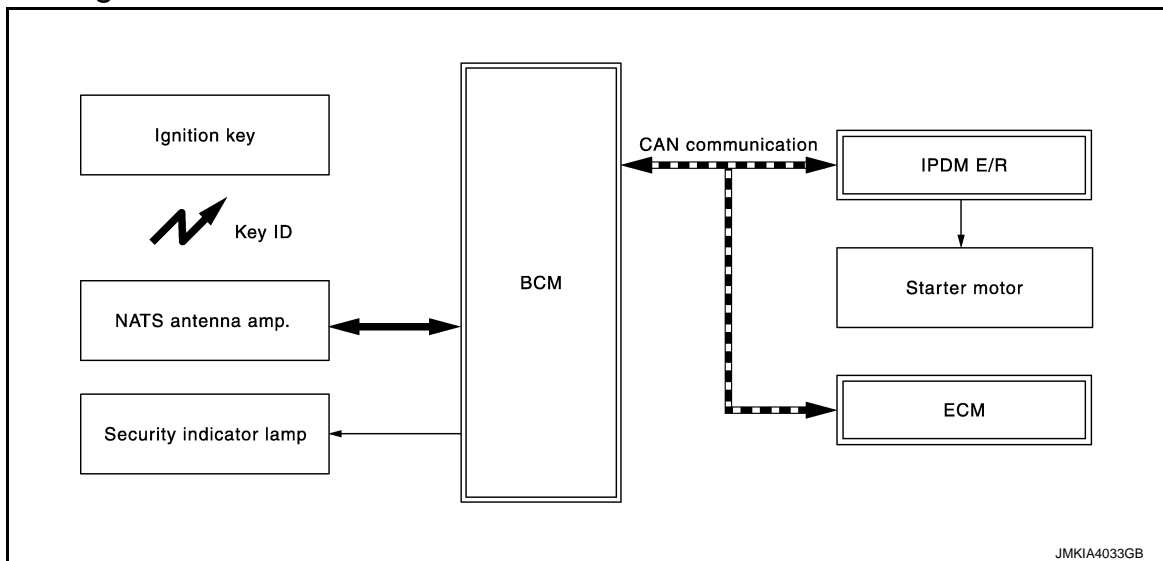 Ignition key
Key ID
NATS antenna amp.
Security indicator lamp
BCM
CAN communication
IPDM E/R
Starter motor
ECM
JMKIA4033GB